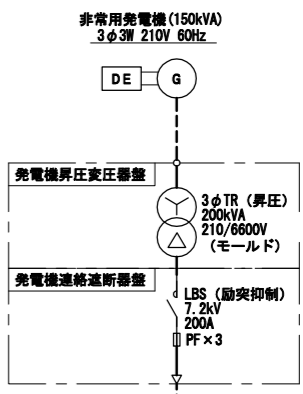 非常用発電機(150kVA)
3φ3W 210V 60Hz
DE
G
発電機昇圧変圧器盤
3φTR (昇圧)
200kVA
210/6600V
(モールド)
発電機連絡遮断器盤
LBS (励突抑制)
7.2kV
200A
PF×3